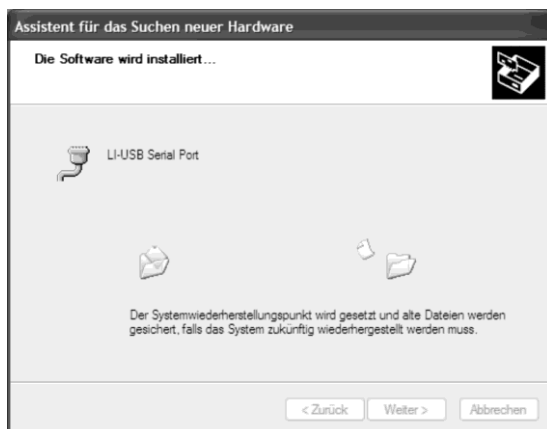 Assistent für das Suchen neuer Hardware
Die Software wird installiert...
LI-USB Serial Port
Der Systemwiederherstellungspunkt wird gesetzt und alte Dateien werden
gesichert, falls das System zukünftig wiederhergestellt werden muss.
< Zurück Weiter > Abbrechen